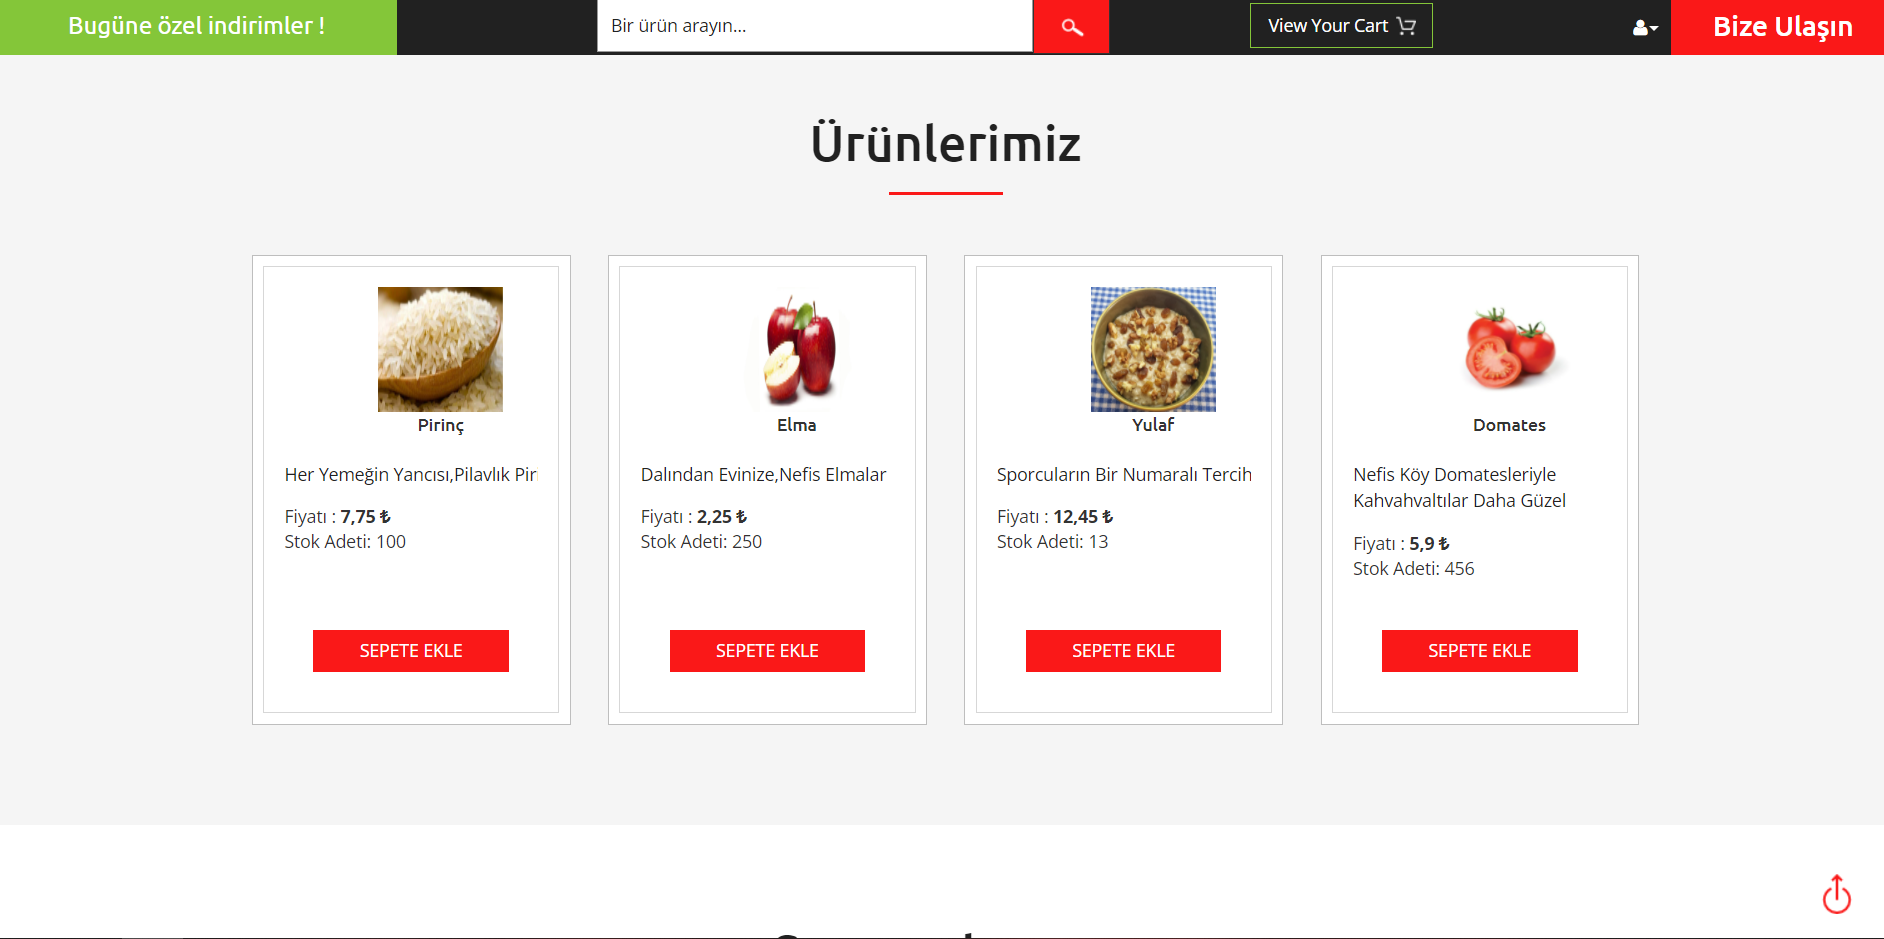 Bugüne özel indirimler !
Bir ürün arayın...
View Your Cart
Bize Ulaşın
Ürünlerimiz
Pirinç
Her Yemeğin Yancısı,Pilavlık Pir
Fiyatı : 7,75 ₺
Stok Adeti: 100
SEPETE EKLE
Elma
Dalından Evinize,Nefis Elmalar
Fiyatı : 2,25 ₺
Stok Adeti: 250
SEPETE EKLE
Yulaf
Sporcuların Bir Numaralı Tercih
Fiyatı : 12,45 ₺
Stok Adeti: 13
SEPETE EKLE
Domates
Nefis Köy Domatesleriyle
Kahvahvaltılar Daha Güzel
Fiyatı : 5,9 ₺
Stok Adeti: 456
SEPETE EKLE